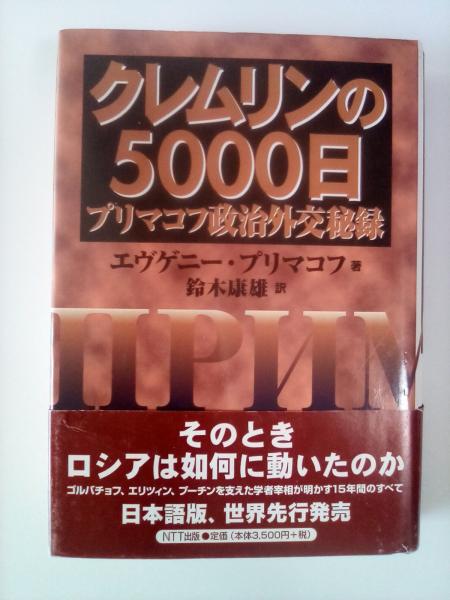 クレムリンの
5000日
プリマコフ政治外交秘録
エヴゲニー・プリマコフ 著
鈴木康雄 訳
ПРИМ
そのとき
ロシアは如何に動いたのか
ゴルバチョフ、エリツィン、プーチンを支えた学者宰相が明かす15年間のすべて
日本語版、世界先行発売
NTT出版●定価(本体3,500円+税)